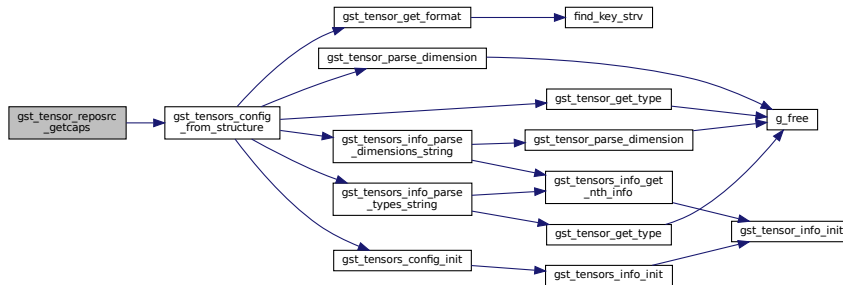 gst_tensor_reposrc
_getcaps
gst_tensors_config
_from_structure
gst_tensor_get_format
find_key_strv
gst_tensor_parse_dimension
gst_tensor_get_type
g_free
gst_tensors_info_parse
_dimensions_string
gst_tensor_parse_dimension
gst_tensors_info_parse
_types_string
gst_tensors_info_get
_nth_info
gst_tensor_get_type
gst_tensor_info_init
gst_tensors_config_init
gst_tensors_info_init